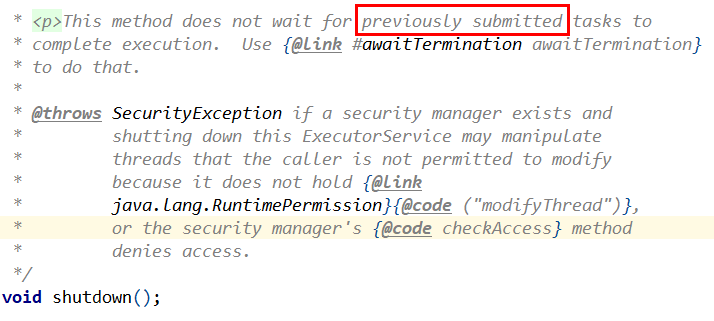 * <p>This method does not wait for previously submitted tasks to
* complete execution.  Use {@link #awaitTermination awaitTermination}
* to do that.
*
* @throws SecurityException if a security manager exists and
*         shutting down this ExecutorService may manipulate
*         threads that the caller is not permitted to modify
*         because it does not hold {@link
*         java.lang.RuntimePermission}{@code ("modifyThread")},
*         or the security manager's {@code checkAccess} method
*         denies access.
*/
void shutdown();